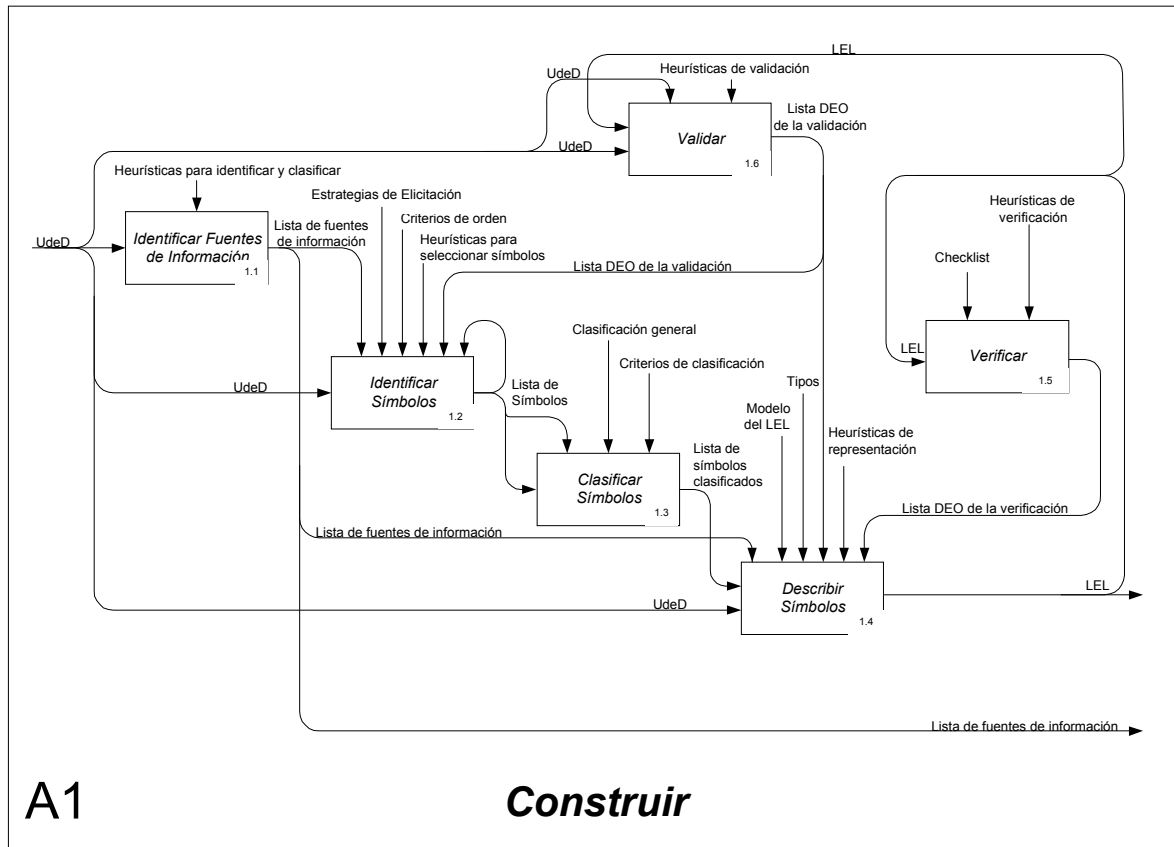 LEL
UdeD
Heurísticas de validación
Validar
1.6
Lista DEO
de la validación
UdeD
Heurísticas para identificar y clasificar
Estrategias de Elicitación
Criterios de orden
Heurísticas para
seleccionar símbolos
Heurísticas de
verificación
UdeD
Identificar Fuentes
de Información
1.1
Lista de fuentes
de información
Lista DEO de la validación
Checklist
Clasificación general
Criterios de clasificación
LEL
Verificar
1.5
UdeD
Identificar
Símbolos
1.2
Lista de
Símbolos
Tipos
Modelo
del LEL
Heurísticas de
representación
Clasificar
Símbolos
1.3
Lista de
símbolos
clasificados
Lista DEO de la verificación
Lista de fuentes de información
Describir
Símbolos
1.4
UdeD
LEL
Lista de fuentes de información
A1
Construir